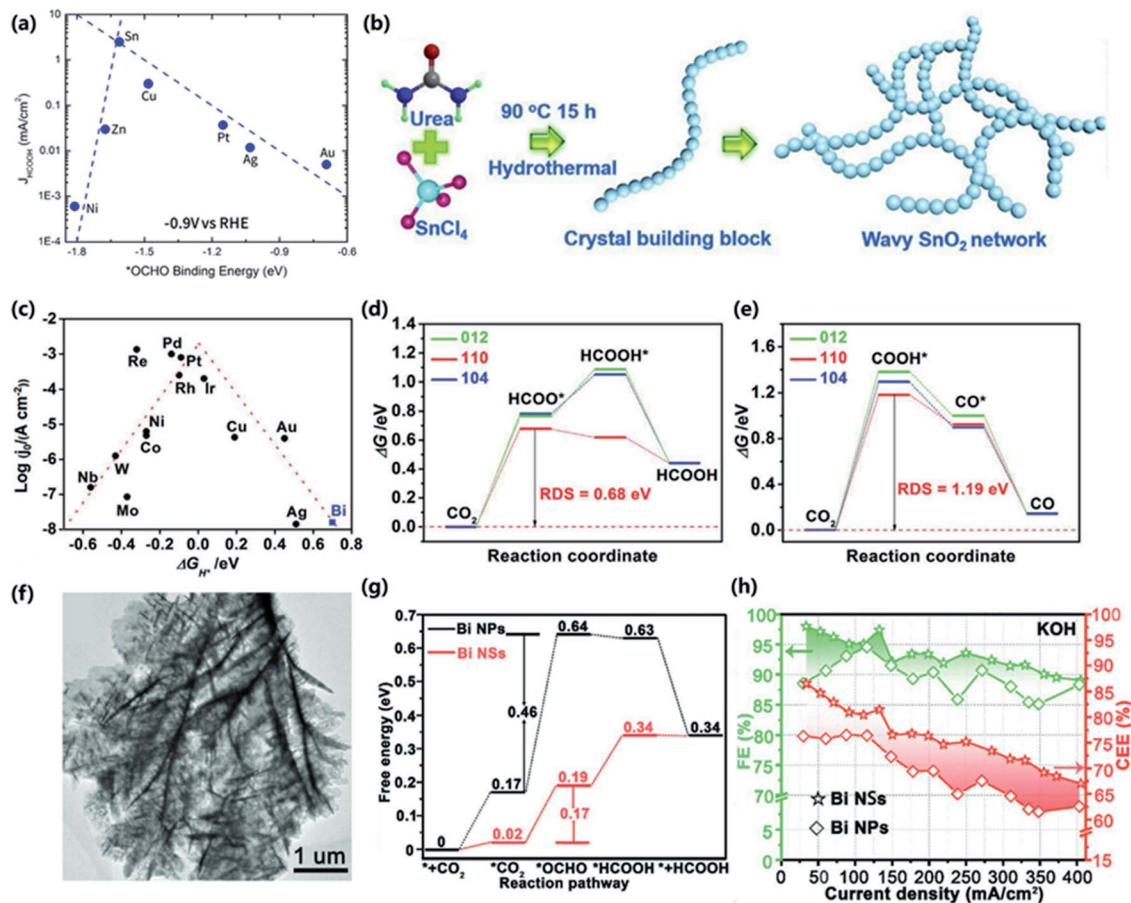 (a)
J_HCOOH (mA/cm²)
10
1
0.1
0.01
1E-3
1E-4
Sn
Cu
Zn
Pt
Ag
Au
Ni
-0.9V vs RHE
-1.8 -1.5 -1.2 -0.9 -0.6
*OCHO Binding Energy (eV)
(b)
Urea
SnCl₄
90 °C 15 h
Hydrothermal
Crystal building block
Wavy SnO₂ network
(c)
Log (j₀/(A cm⁻²))
-2
-3
-4
-5
-6
-7
-8
Re
Pd
Pt
Rh
Ir
Ni
Co
Cu
Au
W
Nb
Mo
Ag
Bi
-0.6 -0.4 -0.2 0.0 0.2 0.4 0.6 0.8
ΔG_H* /eV
(d)
ΔG /eV
1.4
1.2
1.0
0.8
0.6
0.4
0.2
0.0
012
110
104
HCOOH*
HCOO*
HCOOH
RDS = 0.68 eV
CO₂
Reaction coordinate
(e)
ΔG /eV
1.6
1.2
0.8
0.4
0.0
012
110
104
COOH*
CO*
RDS = 1.19 eV
CO
CO₂
Reaction coordinate
(f)
1 um
(g)
Free energy (eV)
0.7
0.6
0.5
0.4
0.3
0.2
0.1
0.0
Bi NPs
Bi NSs
0.64
0.63
0.46
0.34
0.34
0.17
0.19
0.17
0.02
0
*+CO₂ *CO₂ *OCHO *HCOOH *+HCOOH
Reaction pathway
(h)
KOH
FE (%)
100
95
90
85
80
75
70
5
0
CEE (%)
100
95
90
85
80
75
70
65
60
15
Bi NSs
Bi NPs
50 100 150 200 250 300 350 400
Current density (mA/cm²)